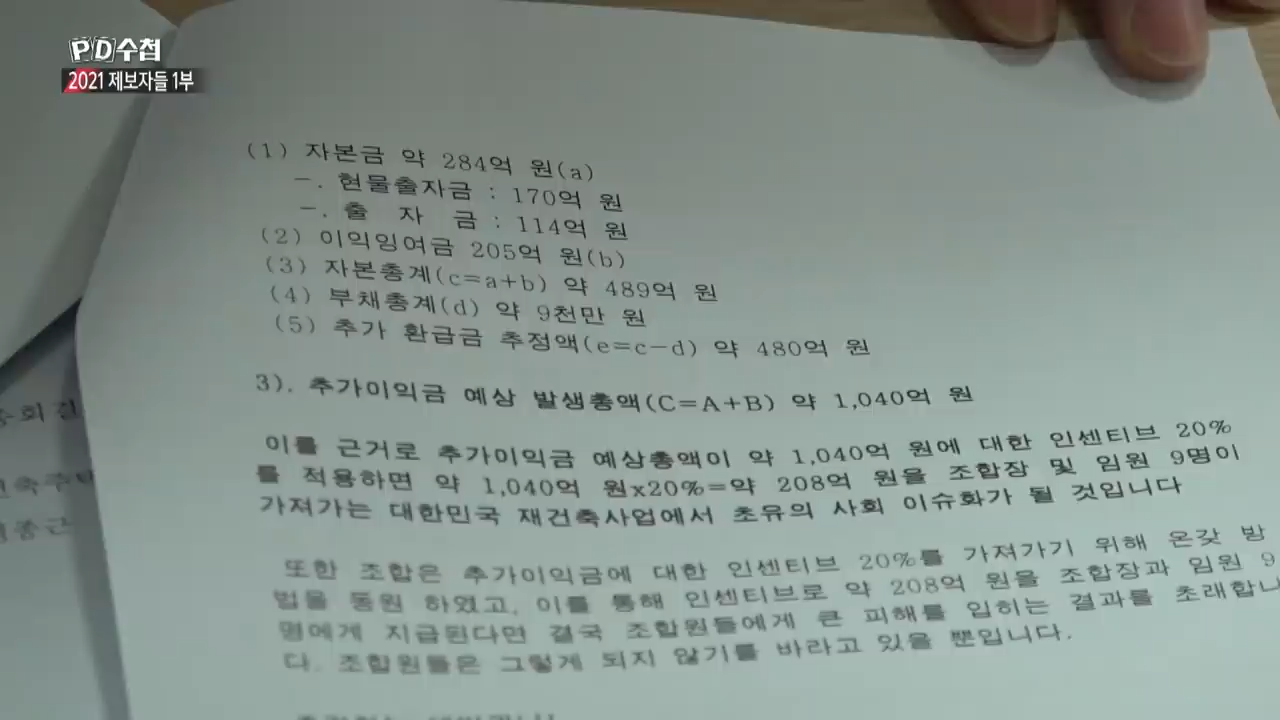 PD수첩
2021 제보자들 1부
(1) 자본금 약 284억 원(a)
-. 현물출자금 : 170억 원
-. 출 자 금 : 114억 원
(2) 이익잉여금 205억 원(b)
(3) 자본총계(c=a+b) 약 489억 원
(4) 부채총계(d) 약 9천만 원
(5) 추가 환급금 추정액(e=c-d) 약 480억 원
3). 추가이익금 예상 발생총액(C=A+B) 약 1,040억 원
이를 근거로 추가이익금 예상총액이 약 1,040억 원에 대한 인센티브 20%
를 적용하면 약 1,040억 원x20%=약 208억 원을 조합장 및 임원 9명이
가져가는 대한민국 재건축사업에서 초유의 사회 이슈화가 될 것입니다
또한 조합은 추가이익금에 대한 인센티브 20%를 가져가기 위해 온갖 방
법을 동원 하였고, 이를 통해 인센티브로 약 208억 원을 조합장과 임원 9
명에게 지급된다면 결국 조합원들에게 큰 피해를 입히는 결과를 초래합니
다. 조합원들은 그렇게 되지 않기를 바라고 있을 뿐입니다.